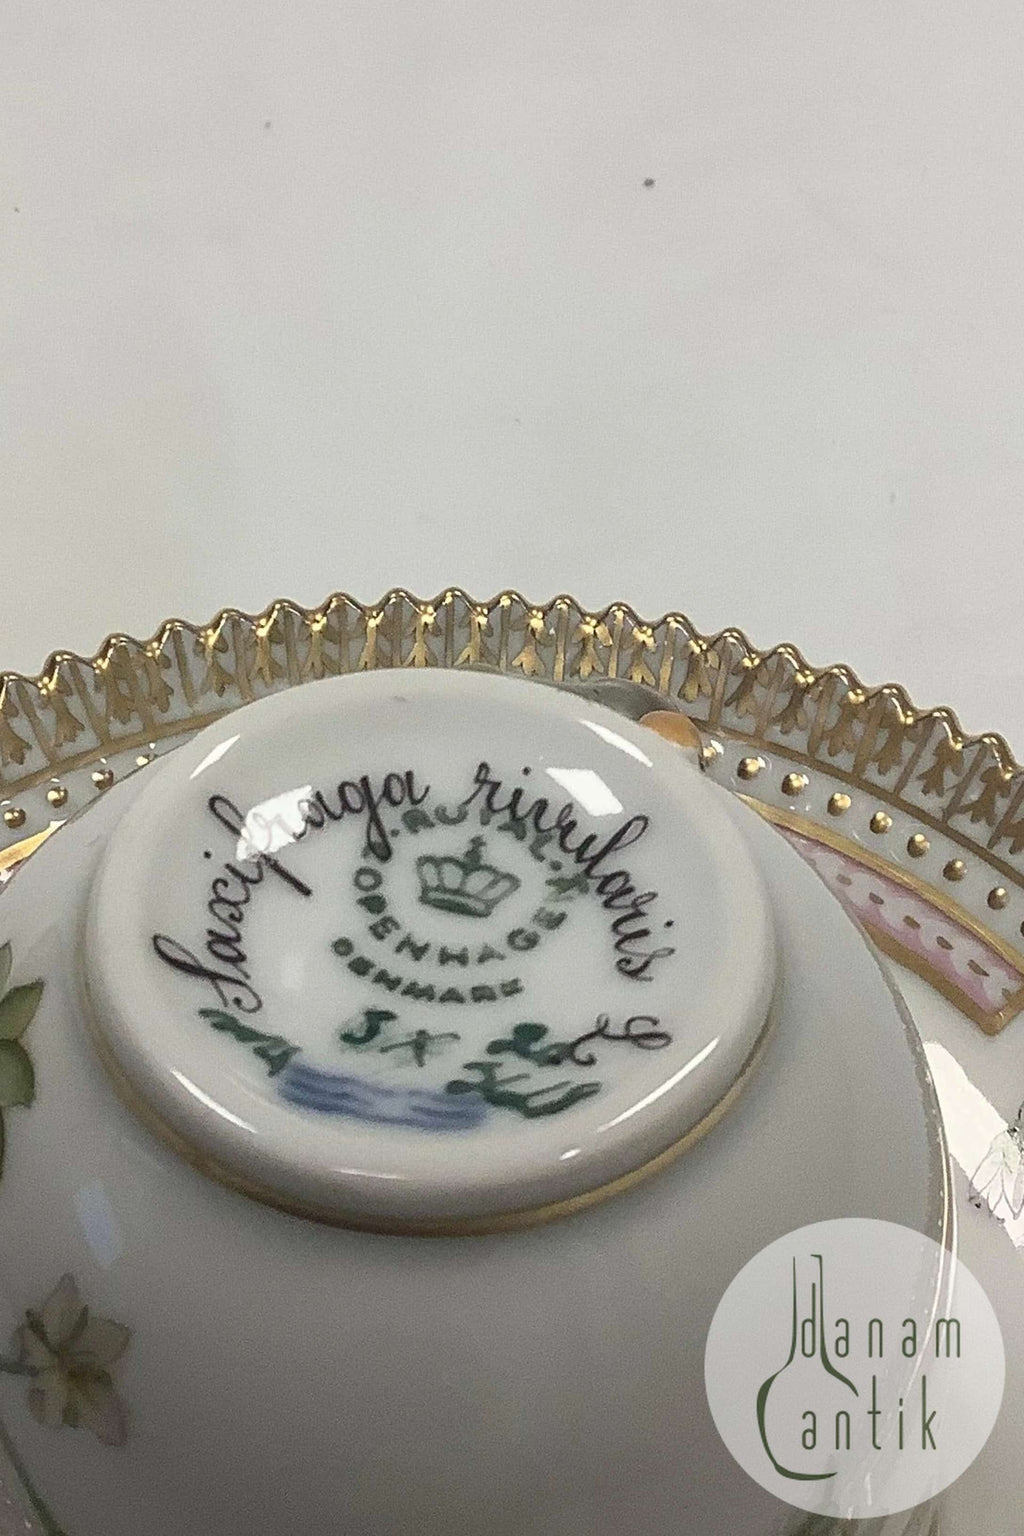 Saxifraga rivularis L
.ROYAL.
COPENHAGEN
DENMARK
danam
antik